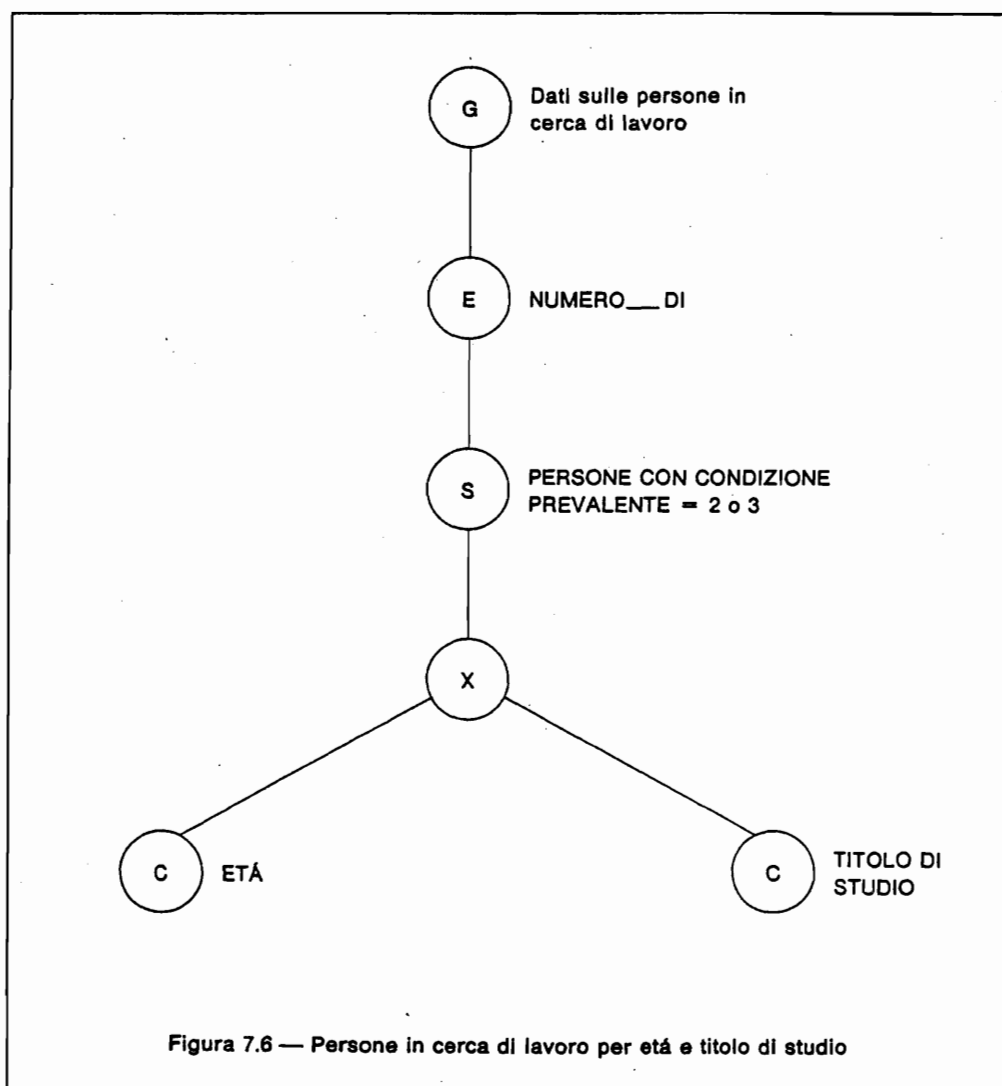 G
Dati sulle persone in
cerca di lavoro
E
NUMERO__DI
S
PERSONE CON CONDIZIONE
PREVALENTE = 2 o 3
X
C
ETÁ
C
TITOLO DI
STUDIO
Figura 7.6 — Persone in cerca di lavoro per etá e titolo di studio